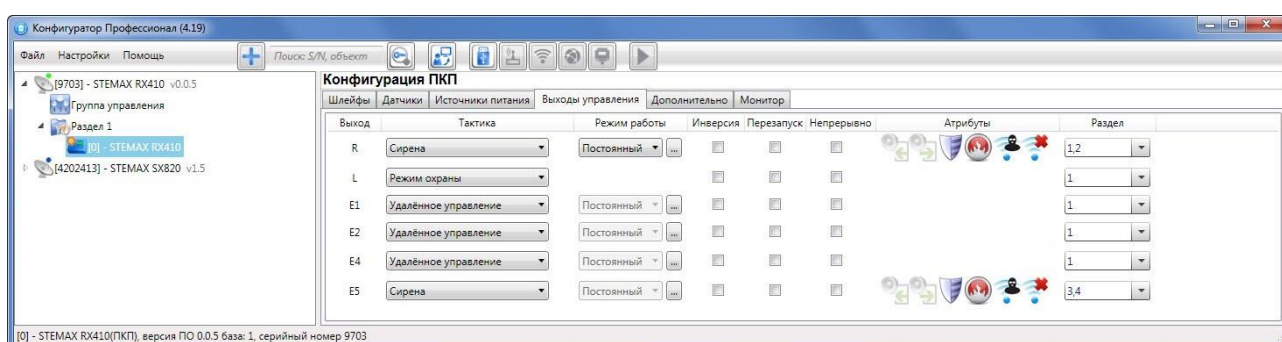 Конфигуратор Профессионал (4.19)
Файл Настройки Помощь Поиск: S/N, объект
[9703] - STEMAX RX410 v0.0.5
Группа управления
Раздел 1
[0] - STEMAX RX410
[4202413] - STEMAX SX820 v1.5
Конфигурация ПКП
Шлейфы Датчики Источники питания Выходы управления Дополнительно Монитор
Выход Тактика Режим работы Инверсия Перезапуск Непрерывно Атрибуты Раздел
R Сирена Постоянный ... 1,2
L Режим охраны 1
E1 Удалённое управление Постоянный ... 1
E2 Удалённое управление Постоянный ... 1
E4 Удалённое управление Постоянный ... 1
E5 Сирена Постоянный ... 3,4
[0] - STEMAX RX410(ПКП), версия ПО 0.0.5 база: 1, серийный номер 9703